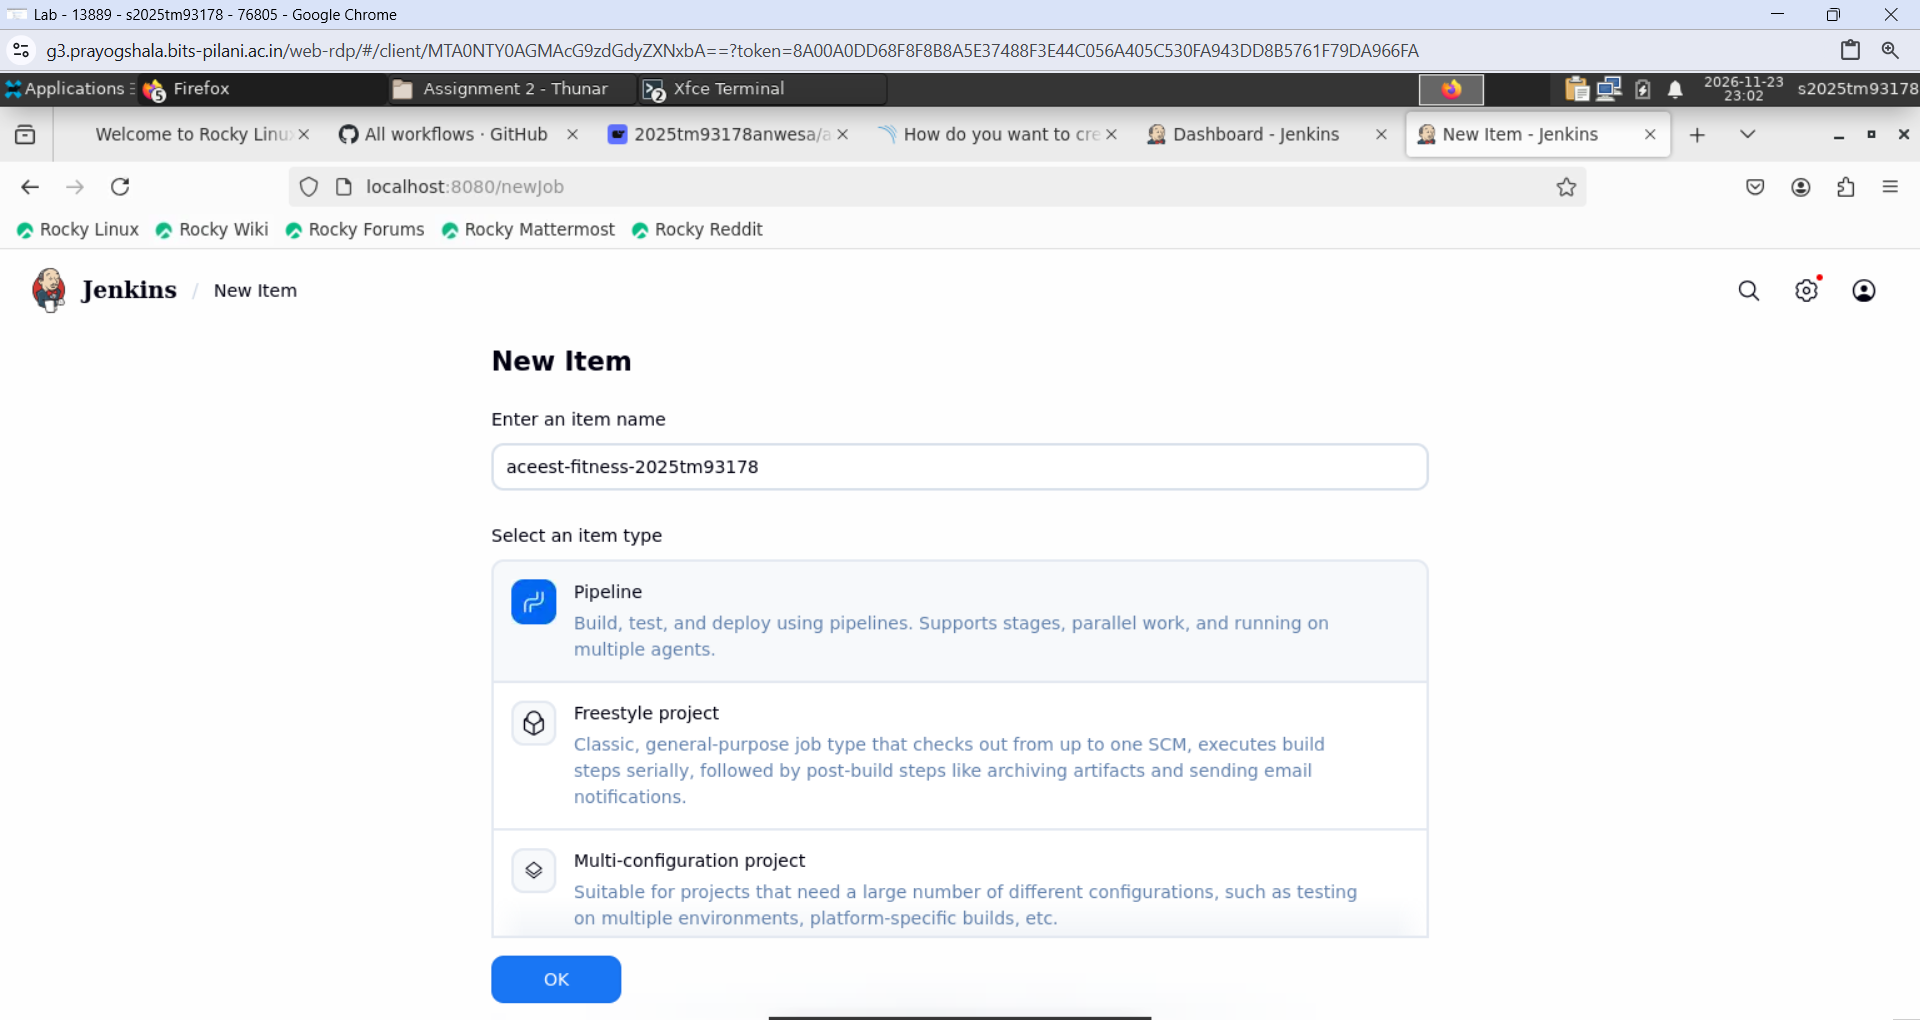 Lab - 13889 - s2025tm93178 - 76805 - Google Chrome
g3.prayogshala.bits-pilani.ac.in/web-rdp/#/client/MTA0NTY0AGMAcG9zdGdyZXNxbA==?token=8A00A0DD68F8F8B8A5E37488F3E44C056A405C530FA943DD8B5761F79DA966FA
Applications Firefox Assignment 2 - Thunar Xfce Terminal 2026-11-23 23:02 s2025tm93178
Welcome to Rocky Linu All workflows · GitHub 2025tm93178anwesa/a How do you want to cre Dashboard - Jenkins New Item - Jenkins
localhost:8080/newJob
Rocky Linux Rocky Wiki Rocky Forums Rocky Mattermost Rocky Reddit
Jenkins / New Item
New Item
Enter an item name
aceest-fitness-2025tm93178
Select an item type
Pipeline
Build, test, and deploy using pipelines. Supports stages, parallel work, and running on
multiple agents.
Freestyle project
Classic, general-purpose job type that checks out from up to one SCM, executes build
steps serially, followed by post-build steps like archiving artifacts and sending email
notifications.
Multi-configuration project
Suitable for projects that need a large number of different configurations, such as testing
on multiple environments, platform-specific builds, etc.
OK